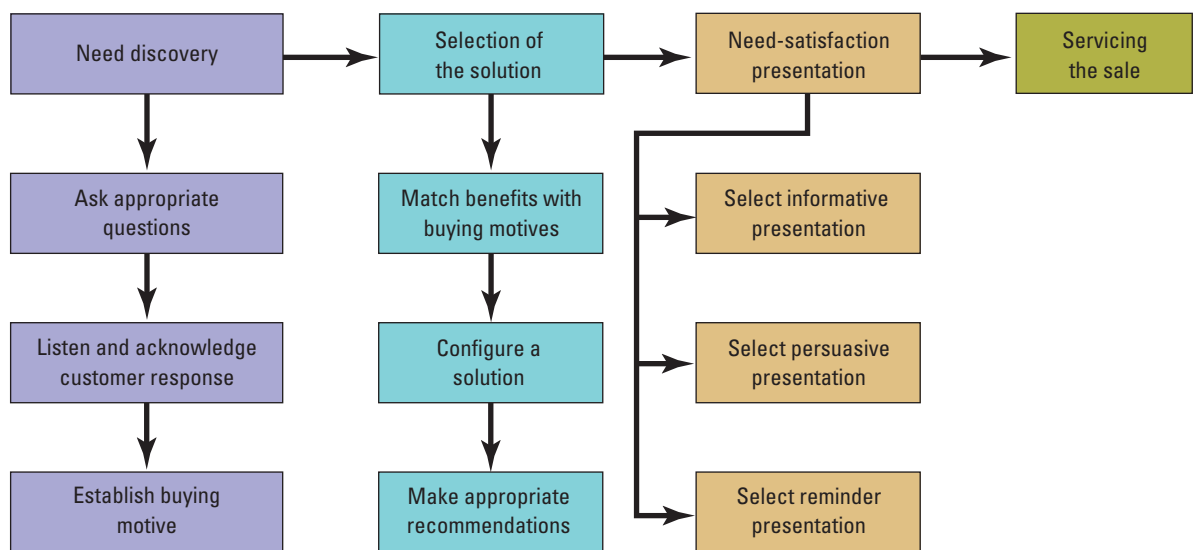 Need discovery
Selection of
the solution
Need-satisfaction
presentation
Servicing
the sale
Ask appropriate
questions
Match benefits with
buying motives
Select informative
presentation
Listen and acknowledge
customer response
Configure a
solution
Select persuasive
presentation
Establish buying
motive
Make appropriate
recommendations
Select reminder
presentation